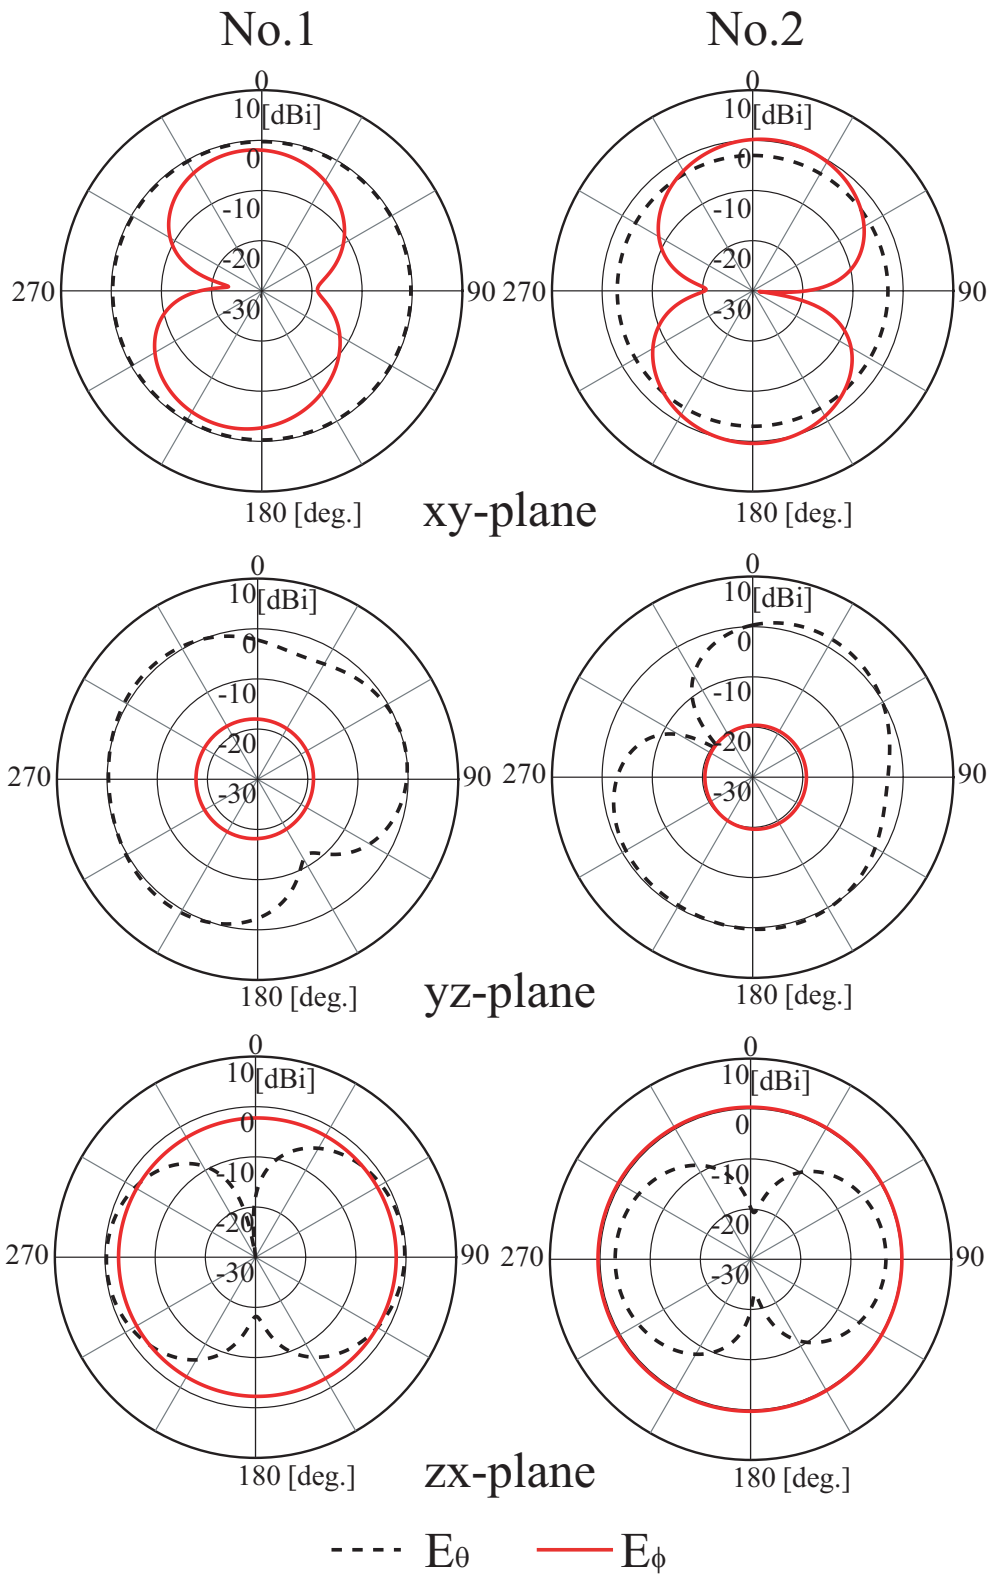 No.1 No.2
0 0
10 [dBi] 10 [dBi]
0 0
-10 -10
-20 -20
270 90 270 90
-30 -30
180 [deg.] xy-plane 180 [deg.]
0 0
10 [dBi] 10 [dBi]
0 0
-10 -10
-20 -20
270 90 270 90
-30 -30
180 [deg.] yz-plane 180 [deg.]
0 0
10 [dBi] 10 [dBi]
0 0
-10 -10
-20 -20
270 90 270 90
-30 -30
180 [deg.] zx-plane 180 [deg.]
Eθ Eϕ